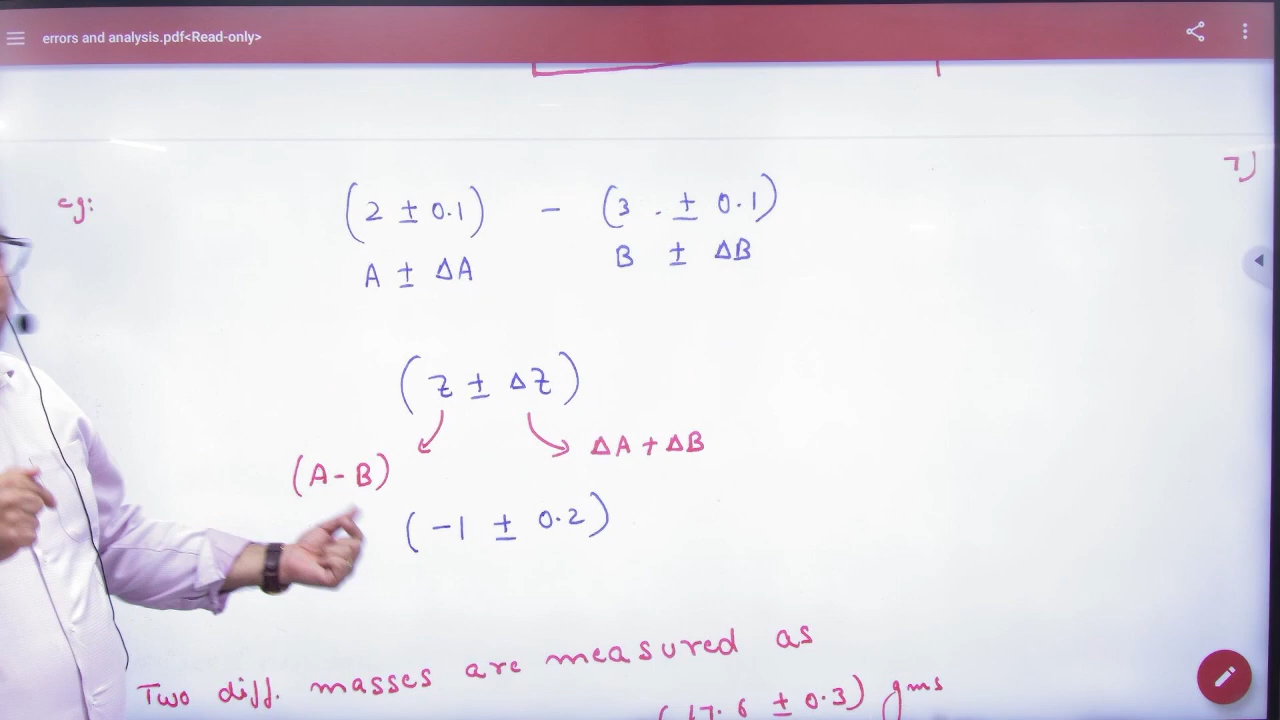 errors and analysis.pdf<Read-only>
7)
eg: (2 ± 0.1) - (3 . ± 0.1)
A ± ΔA B ± ΔB
(Z ± ΔZ)
ΔA + ΔB
(A - B)
(-1 ± 0.2)
Two diff. masses are measured as
(17.6 ± 0.3) gms